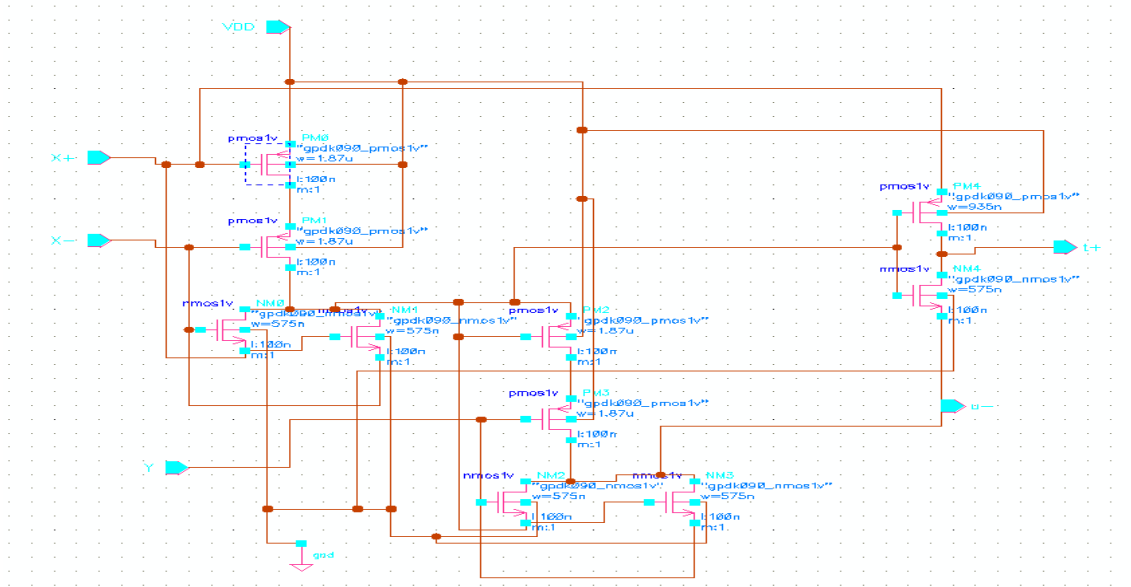 VDD
X+
pmos1v PM0
"gpdk090_pmos1v"
w=1.87u
l:100n
m:1
X-
pmos1v PM1
"gpdk090_pmos1v"
w=1.87u
l:100n
m:1
nmos1v NM0
"gpdk090_nmos1v"
w=575n
l:100n
m:1
NM1
"gpdk090_nmos1v"
w=575n
l:100n
m:1
pmos1v PM2
"gpdk090_pmos1v"
w=1.87u
l:100n
m:1
pmos1v PM3
"gpdk090_pmos1v"
w=1.87u
l:100n
m:1
Y
nmos1v NM2
"gpdk090_nmos1v"
w=575n
l:100n
m:1
nmos1v NM3
"gpdk090_nmos1v"
w=575n
l:100n
m:1
gnd
pmos1v PM4
"gpdk090_pmos1v"
w=935n
l:100n
m:1
t+
nmos1v NM4
"gpdk090_nmos1v"
w=575n
l:100n
m:1